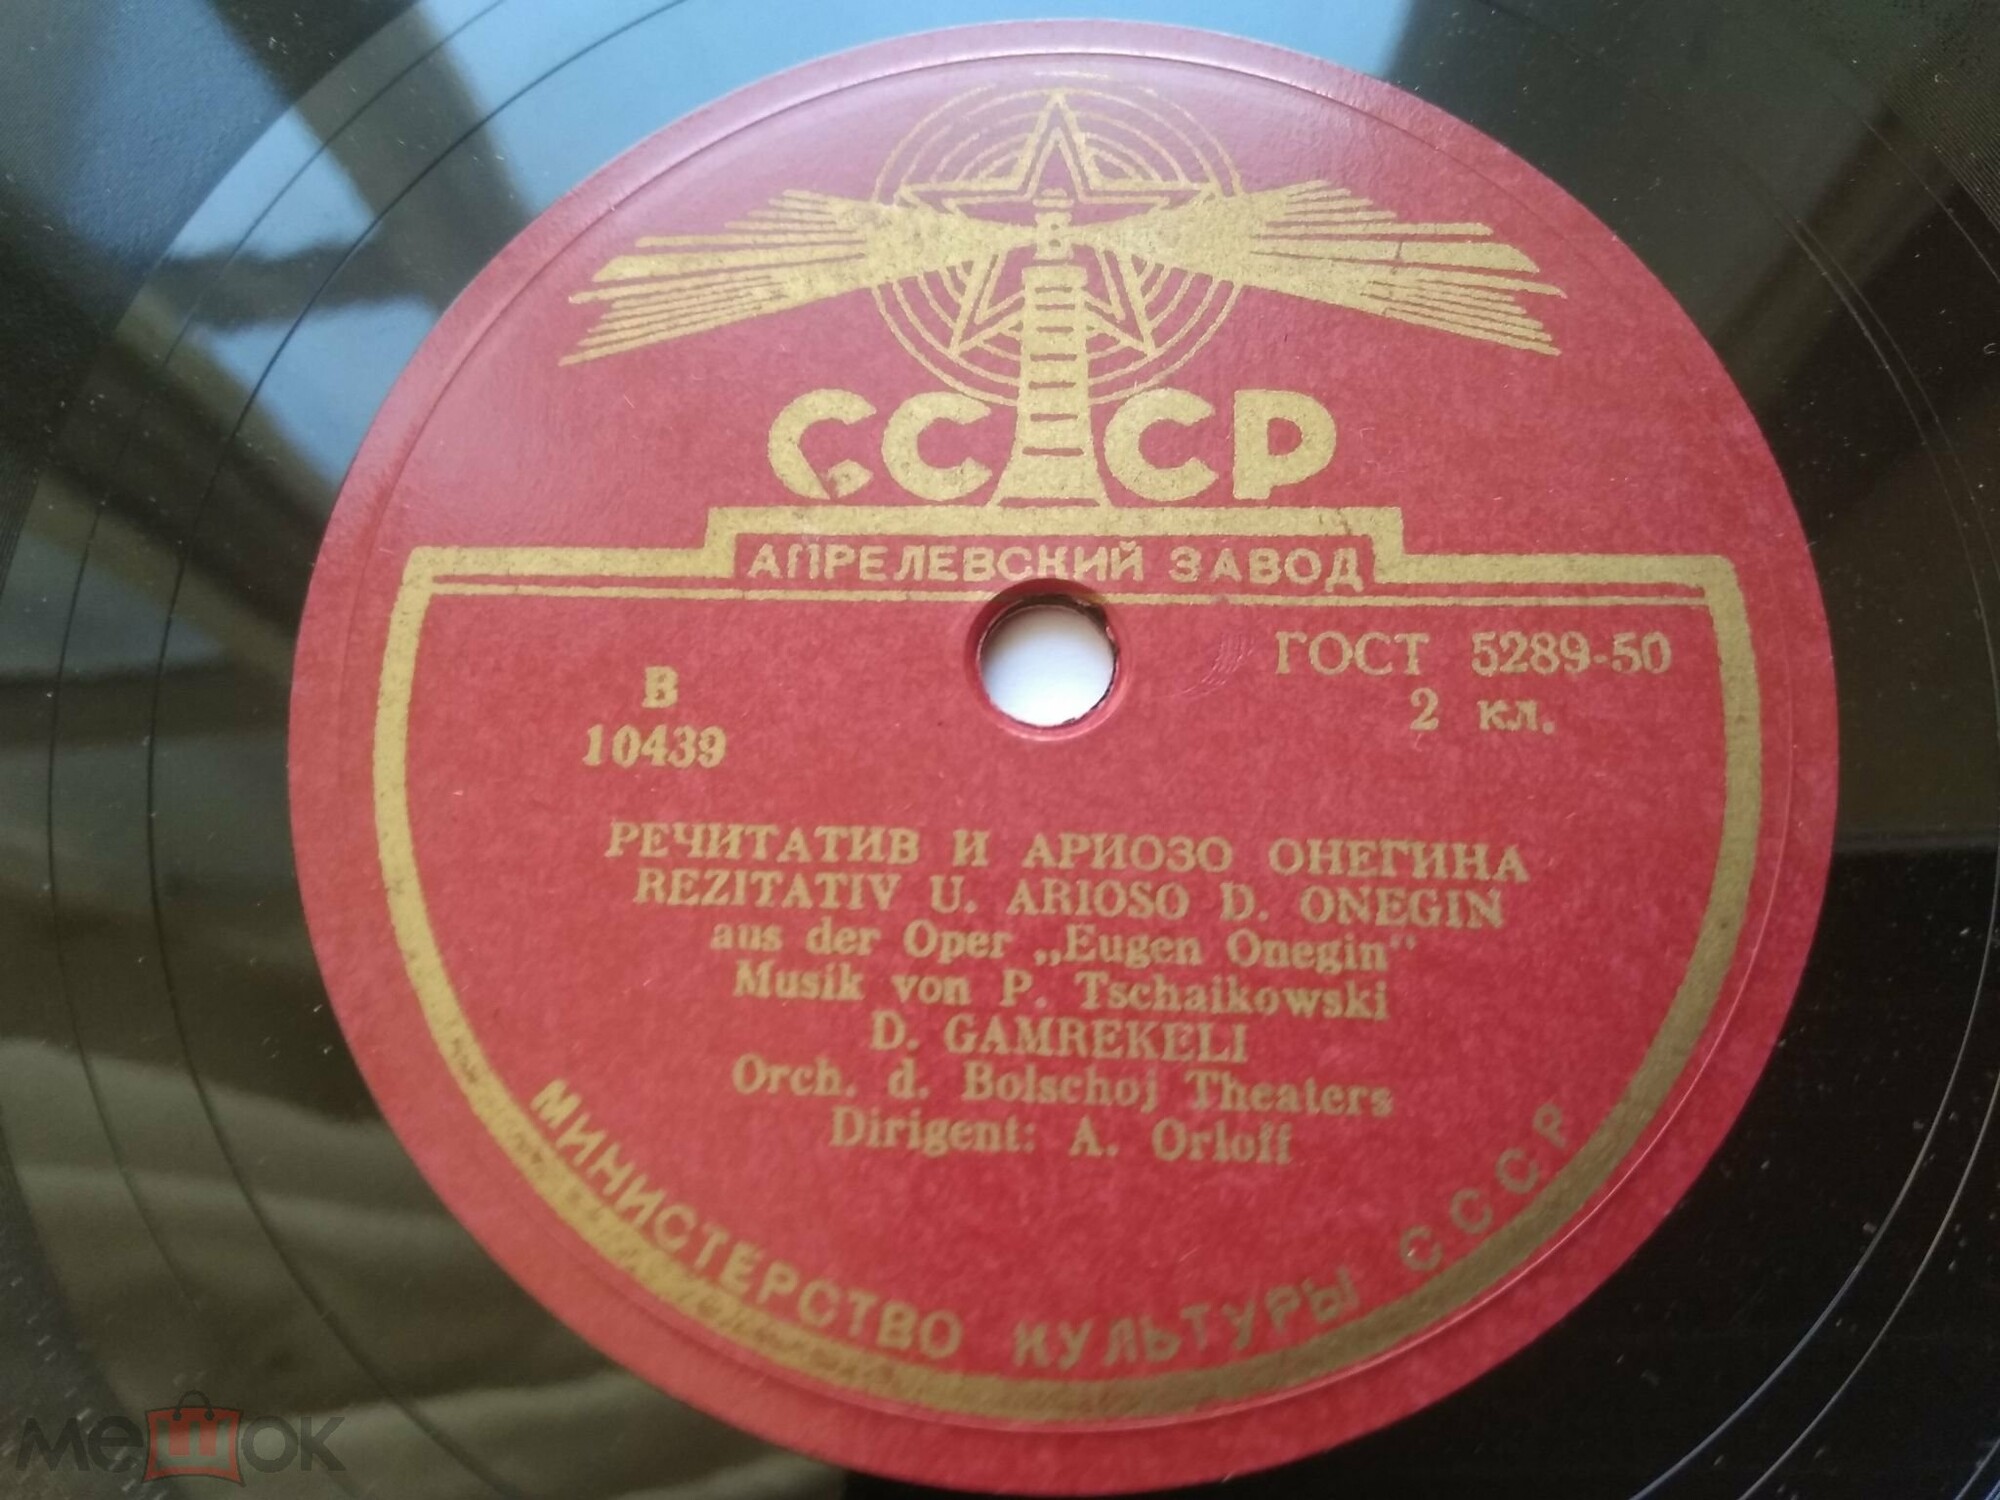 СССР
АПРЕЛЕВСКИЙ ЗАВОД
ГОСТ 5289-50
2 кл.
В
10439
РЕЧИТАТИВ И АРИОЗО ОНЕГИНА
REZITATIV U. ARIOSO D. ONEGIN
aus der Oper „Eugen Onegin"
Musik von P. Tschaikowski
D. GAMREKELI
Orch. d. Bolschoj Theaters
Dirigent: A. Orloff
МИНИСТЕРСТВО КУЛЬТУРЫ СССР
мешок